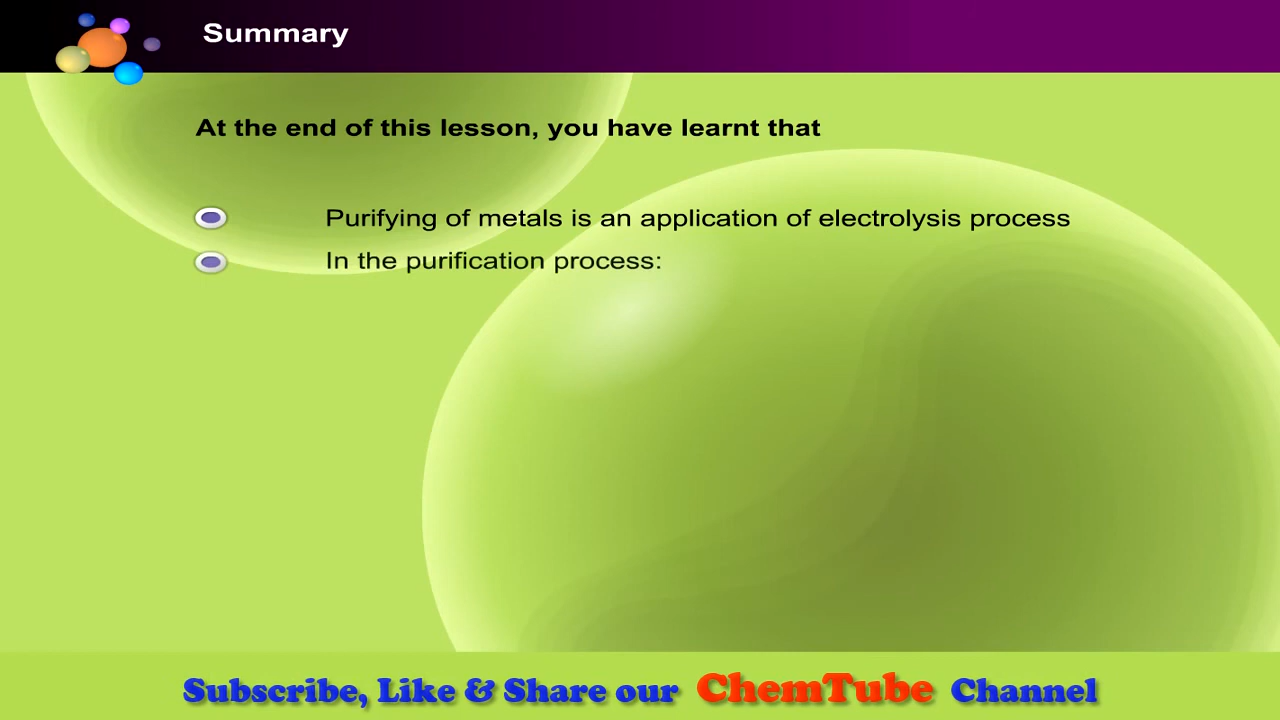 Summary
At the end of this lesson, you have learnt that
Purifying of metals is an application of electrolysis process
In the purification process:
Subscribe, Like & Share our ChemTube Channel